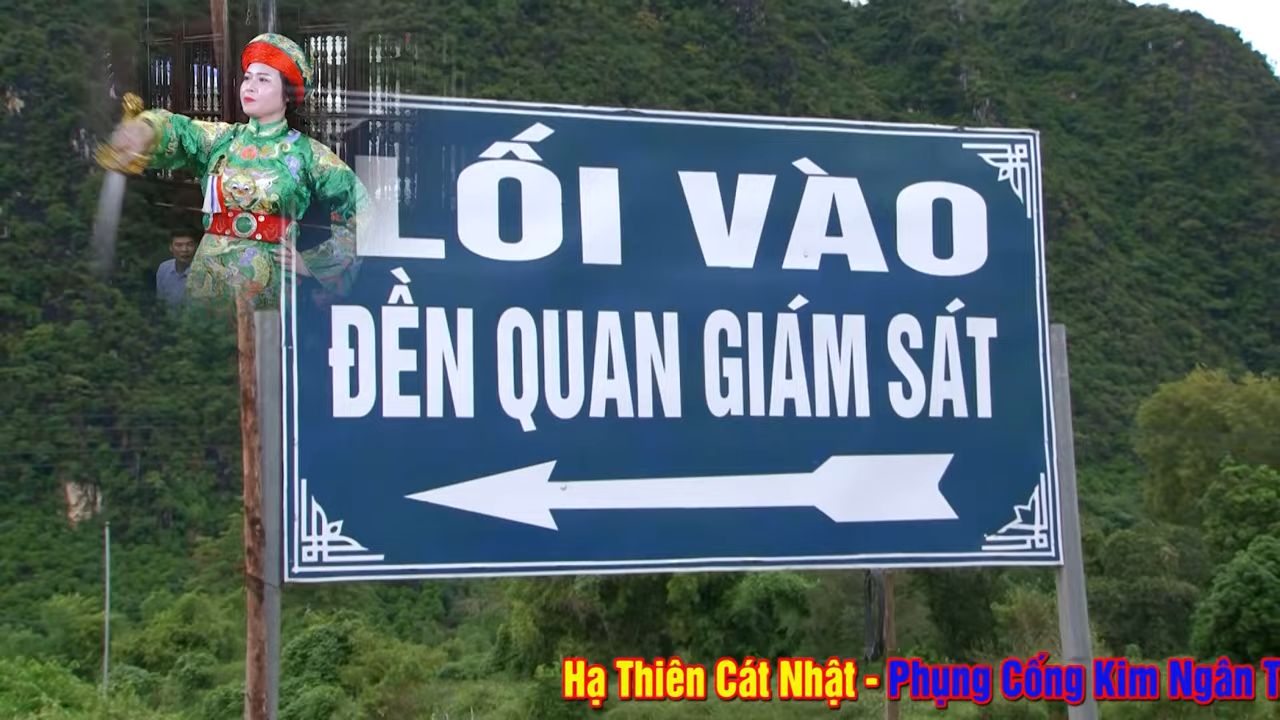 LỐI VÀO
ĐỀN QUAN GIÁM SÁT
Hạ Thiên Cát Nhật - Phụng Cống Kim Ngân